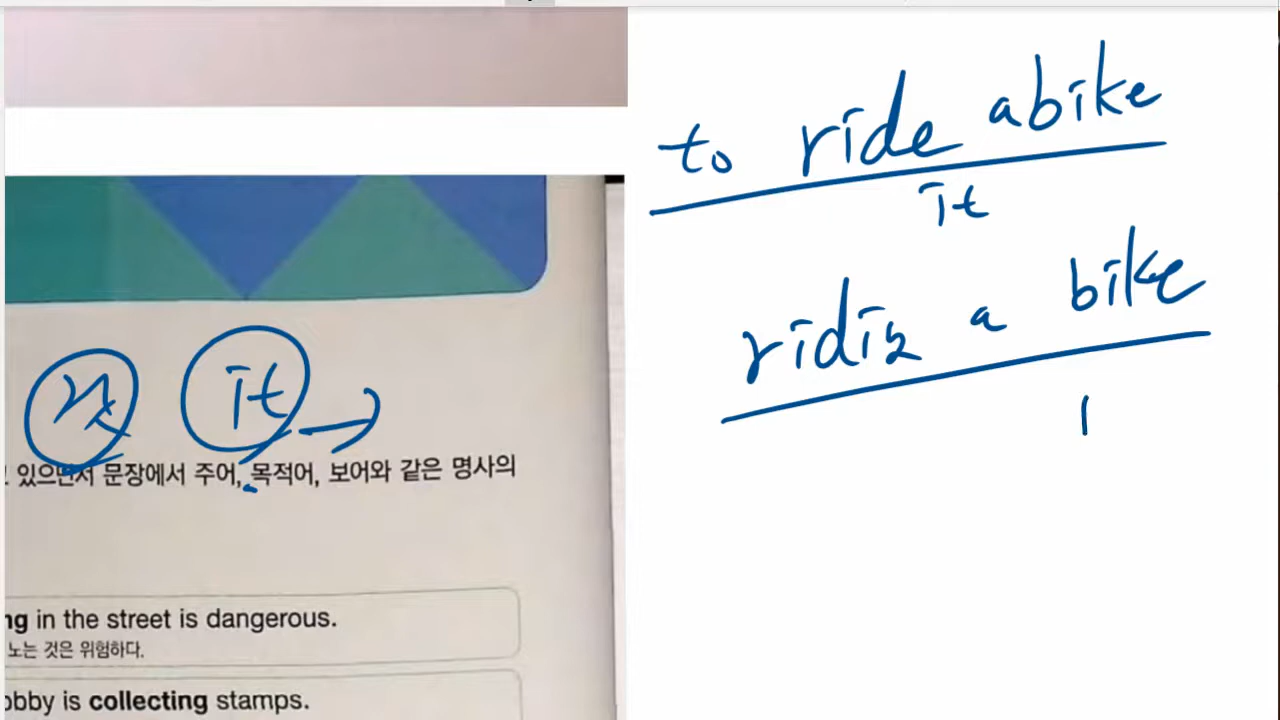 것 it
있으면서 문장에서 주어, 목적어, 보어와 같은 명사의
ng in the street is dangerous.
노는 것은 위험하다.
obby is collecting stamps.
to ride a bike
it
a bike